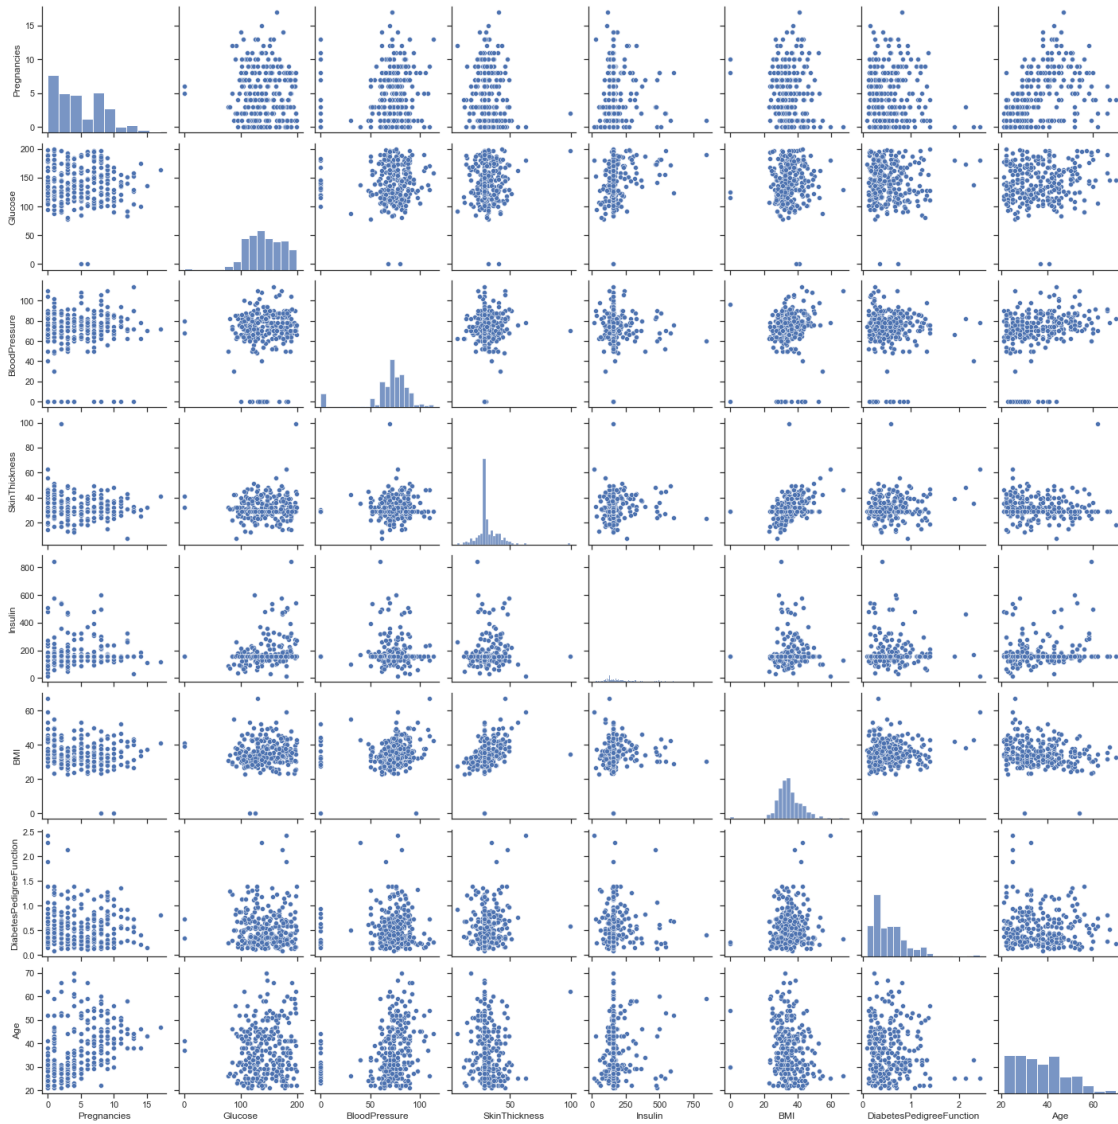 Pregnancies
15
10
5
0
Glucose
200
150
100
50
0
BloodPressure
100
80
60
40
20
0
SkinThickness
100
80
60
40
20
Insulin
800
600
400
200
0
BMI
60
40
20
0
DiabetesPedigreeFunction
2.5
2.0
1.5
1.0
0.5
0.0
Age
70
60
50
40
30
20
0 5 10 15
Pregnancies
0 100 200
Glucose
0 50 100
BloodPressure
50 100
SkinThickness
0 250 500 750
Insulin
0 20 40 60
BMI
0 1 2
DiabetesPedigreeFunction
20 40 60
Age